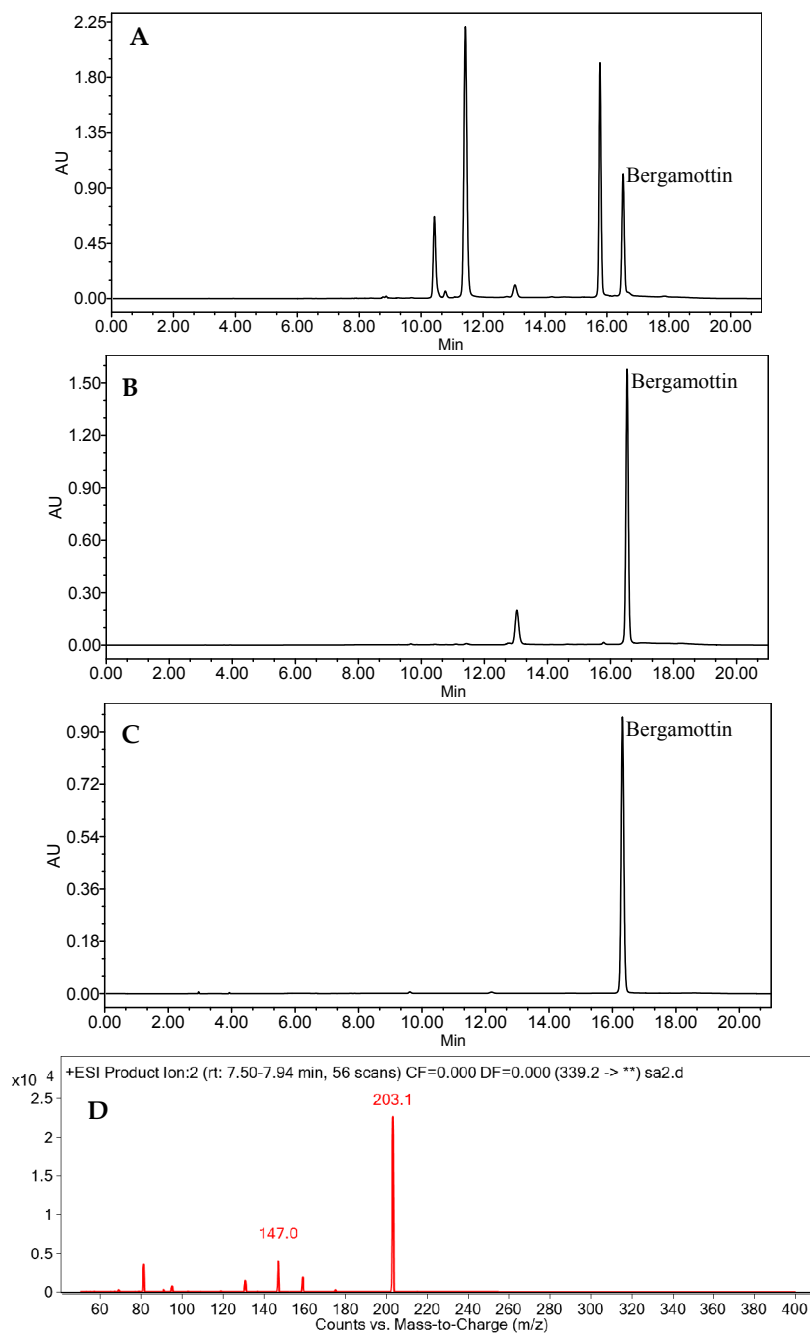 A
2.25
1.80
1.35
0.90
0.45
0.00
AU
Bergamottin
0.00 2.00 4.00 6.00 8.00 10.00 12.00 14.00 16.00 18.00 20.00
Min
B
1.50
1.20
0.90
0.60
0.30
0.00
AU
Bergamottin
0.00 2.00 4.00 6.00 8.00 10.00 12.00 14.00 16.00 18.00 20.00
Min
C
0.90
0.72
0.54
0.36
0.18
0.00
AU
Bergamottin
0.00 2.00 4.00 6.00 8.00 10.00 12.00 14.00 16.00 18.00 20.00
Min
x10 4
+ESI Product Ion:2 (rt: 7.50-7.94 min, 56 scans) CF=0.000 DF=0.000 (339.2 -> **) sa2.d
D
203.1
147.0
2.5
2
1.5
1
0.5
0
60 80 100 120 140 160 180 200 220 240 260 280 300 320 340 360 380 400
Counts vs. Mass-to-Charge (m/z)